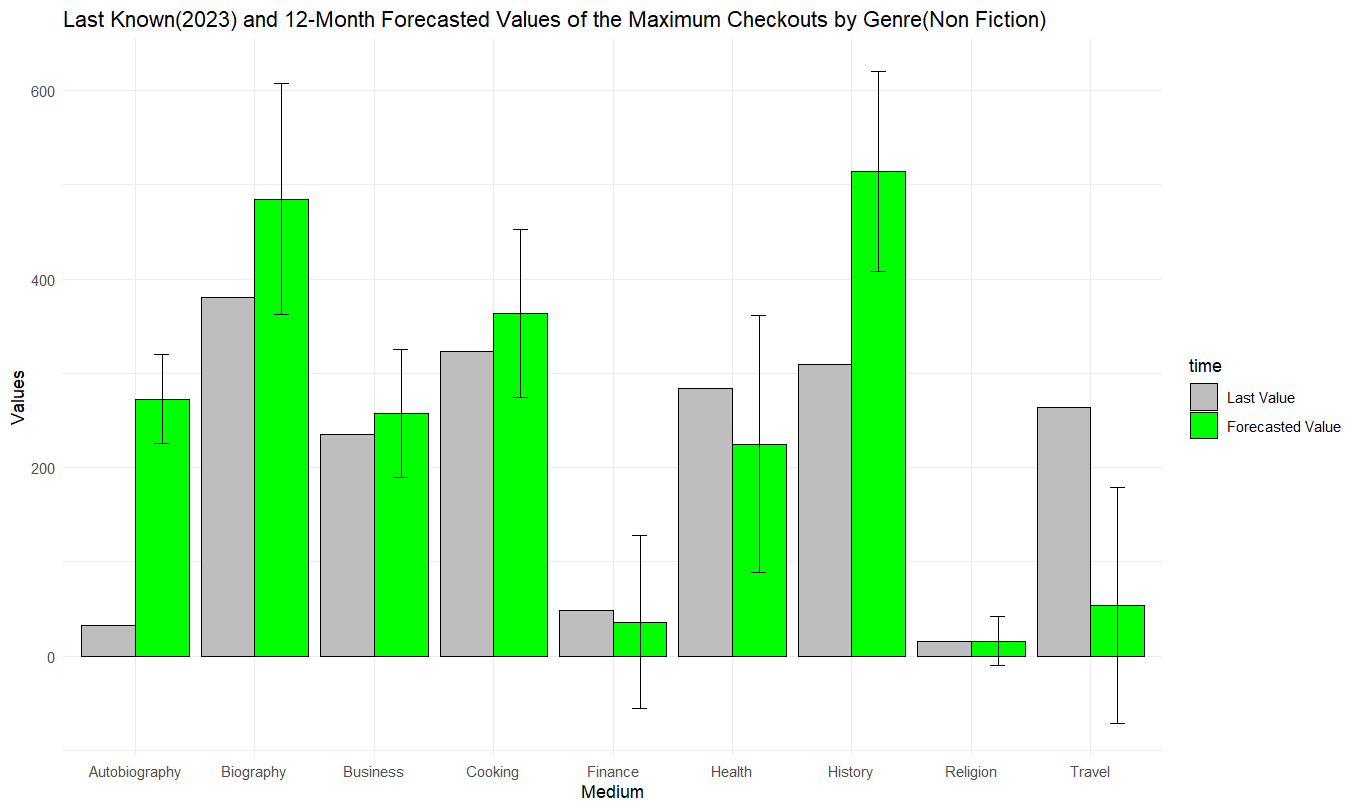 Last Known(2023) and 12-Month Forecasted Values of the Maximum Checkouts by Genre(Non Fiction)
600
400
200
0
Values
Autobiography Biography Business Cooking Finance Health History Religion Travel
Medium
time
Last Value
Forecasted Value